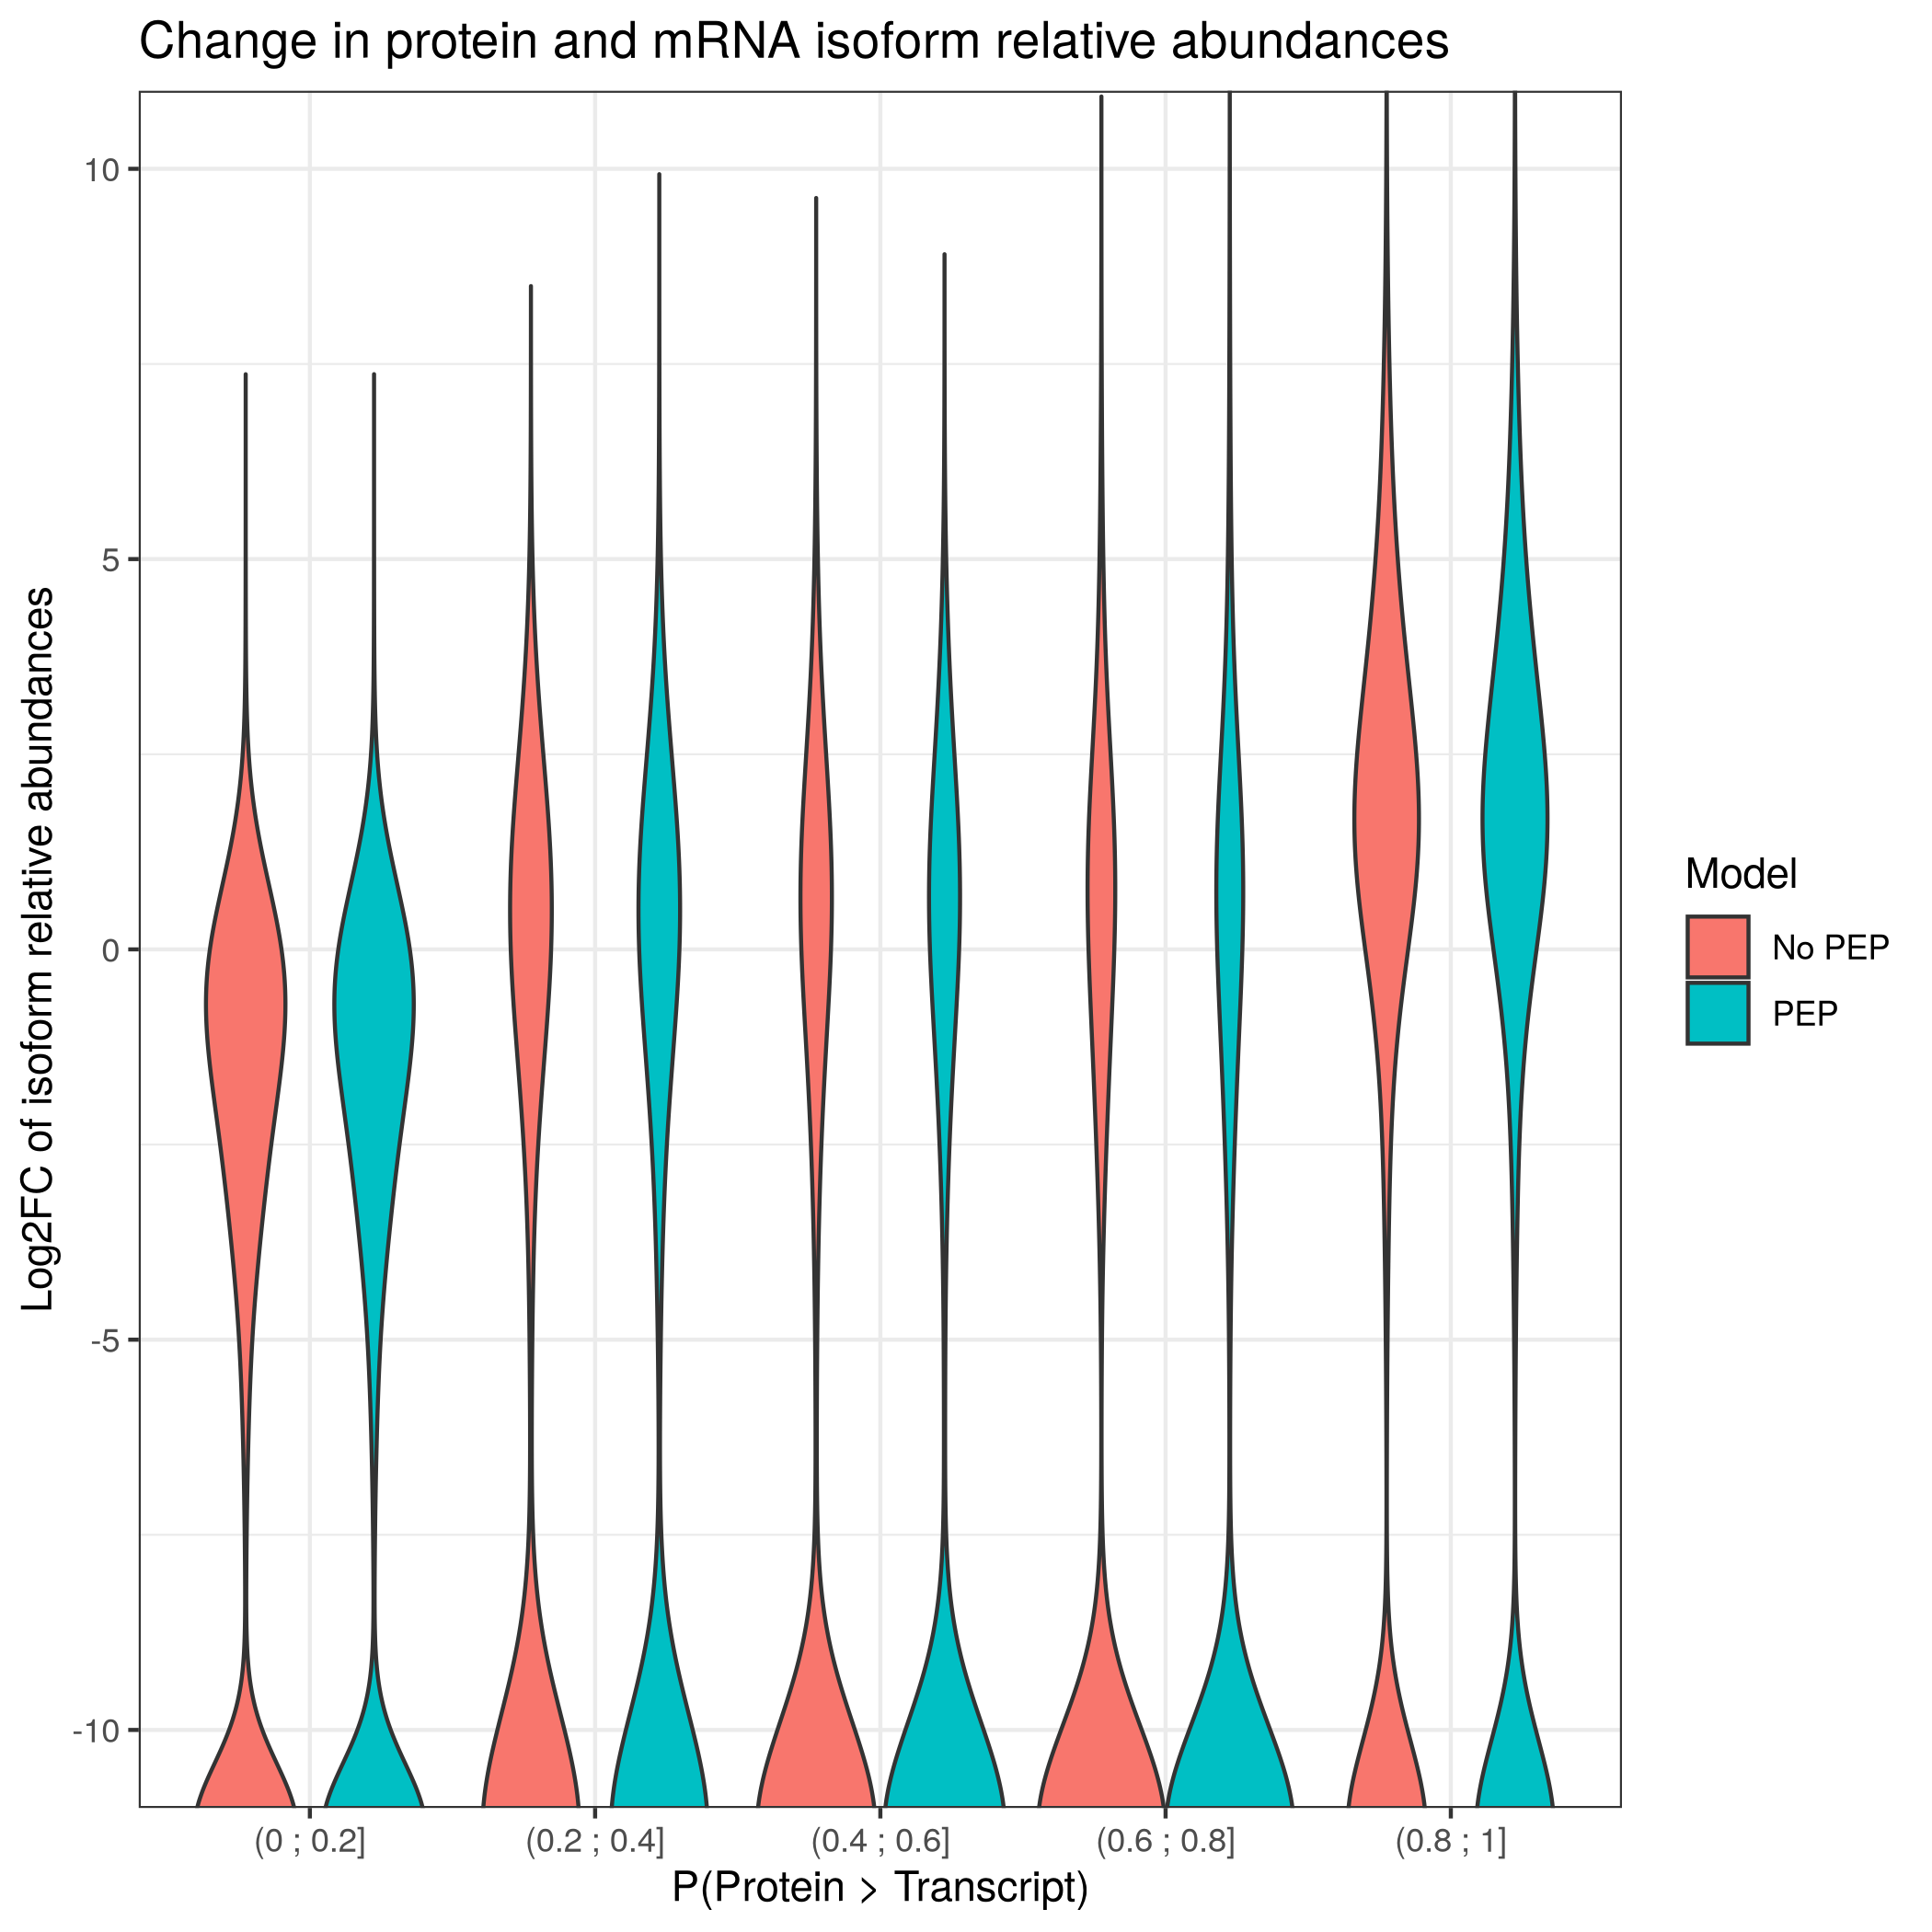 Change in protein and mRNA isoform relative abundances
Log2FC of isoform relative abundances
10
5
0
-5
-10
(0 ; 0.2]
(0.2 ; 0.4]
(0.4 ; 0.6]
(0.6 ; 0.8]
(0.8 ; 1]
P(Protein > Transcript)
Model
No PEP
PEP